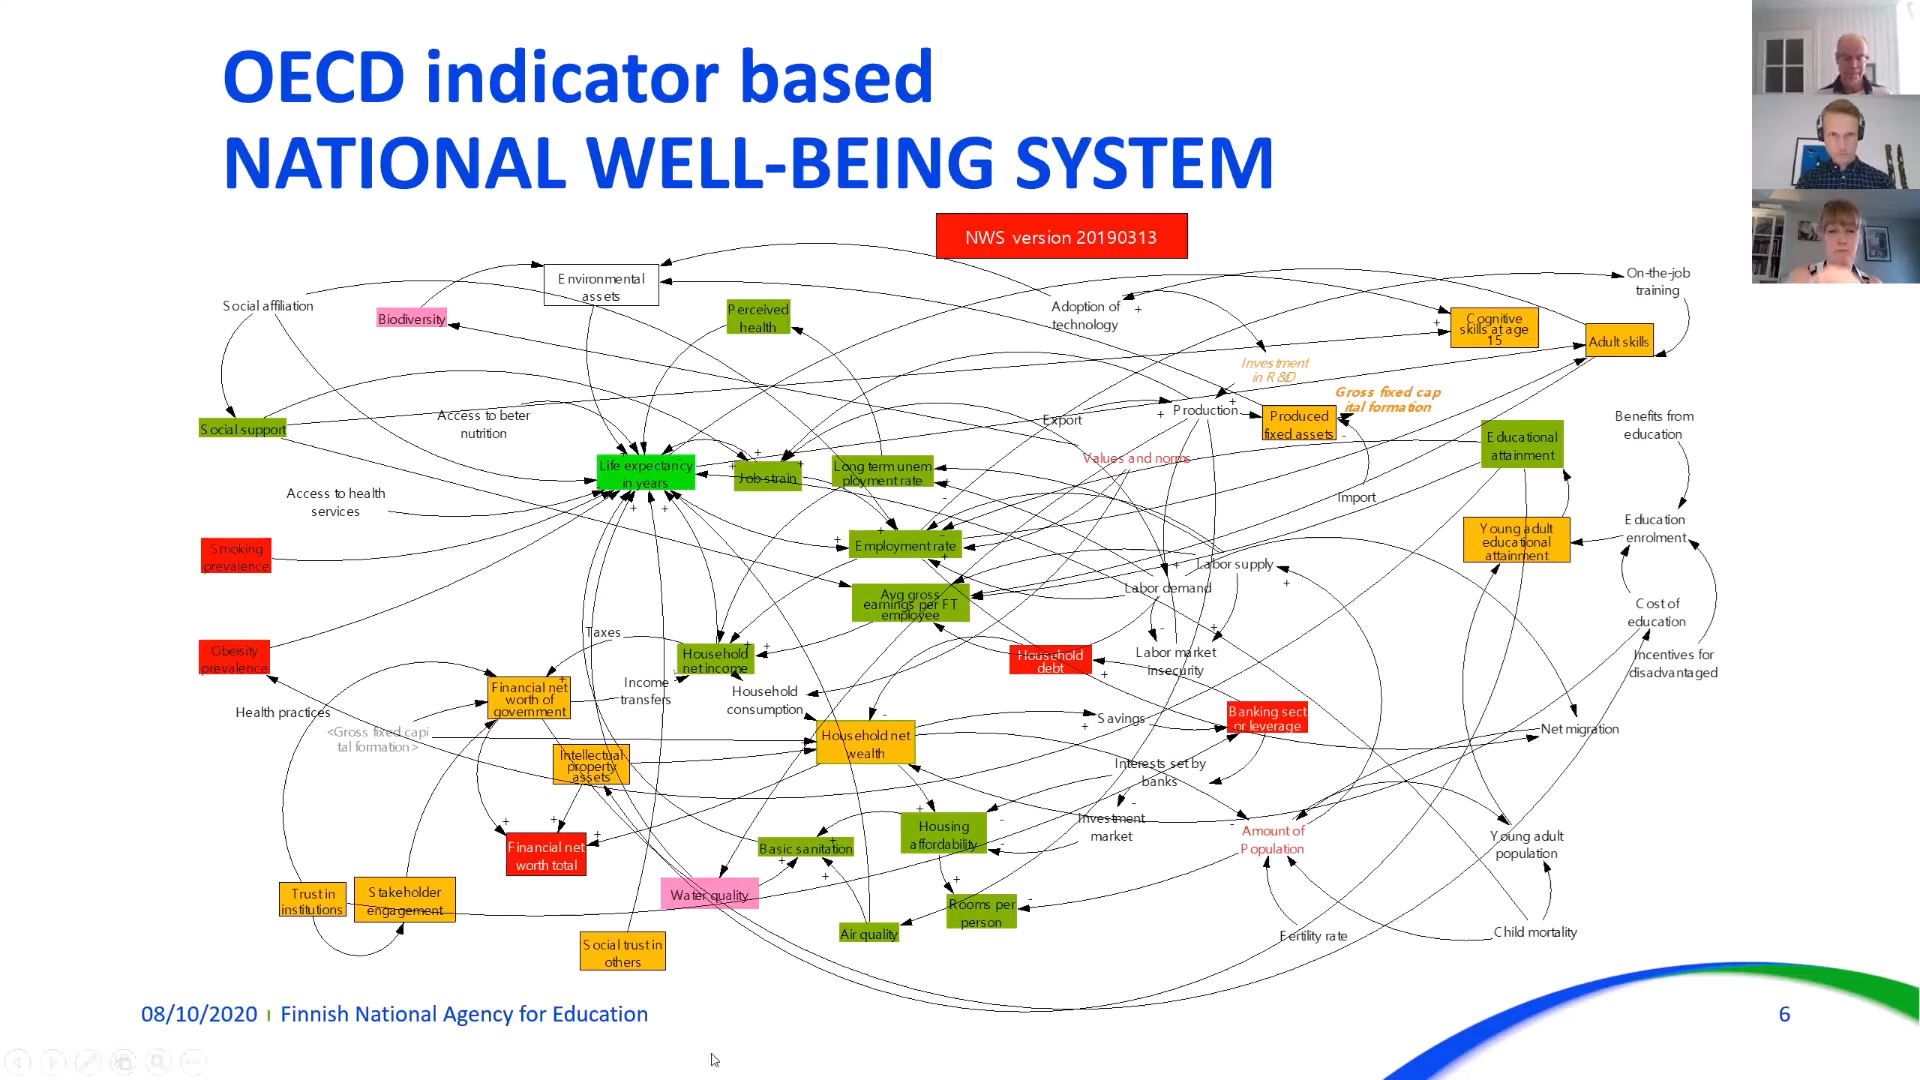 OECD indicator based
NATIONAL WELL-BEING SYSTEM
NWS version 20190313
Environmental
assets
On-the-job
training
Social affiliation
Biodiversity
Perceived
health
Adoption of
technology
+
Cognitive
skills at age
15
+
Adult skills
Investment
in R&D
Gross fixed cap
ital formation
Social support
Access to beter
nutrition
Export
Production
Produced
fixed assets
Educational
attainment
Benefits from
education
Values and norms
Life expectancy
in years
Job strain
Long term unem
ployment rate
Access to health
services
Import
Smoking
prevalence
Employment rate
Young adult
educational
attainment
Education
enrolment
Labor supply
Labor demand
Avg gross
earnings per FT
employee
Cost of
education
Taxes
Obersity
prevalence
Household
net income
Household
debt
Labor market
insecurity
Incentives for
disadvantaged
Financial net
worth of
government
Income
transfers
Household
consumption
Health practices
<Gross fixed capi
tal formation>
Savings
Banking sect
or leverage
Net migration
Household net
wealth
Intellectual
property
assets
Interests set by
banks
Investment
market
Housing
affordability
Amount of
Population
Young adult
population
Financial net
worth total
Basic sanitation
Water quality
Trust in
institutions
Stakeholder
engagement
Rooms per
person
Air quality
Social trust in
others
Fertility rate
Child mortality
08/10/2020 I Finnish National Agency for Education
6